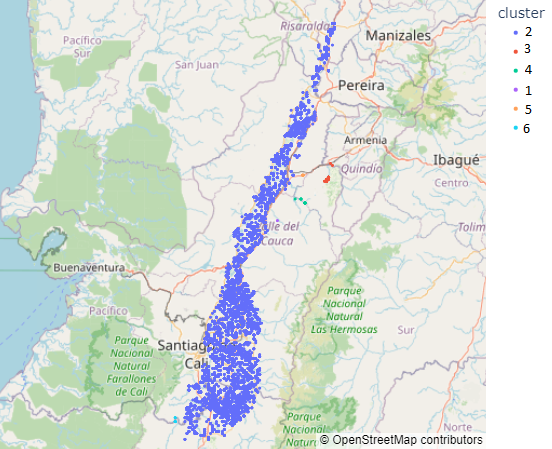 cluster
2
3
4
1
5
6
Risaralda
Manizales
Pacífico
Sur
San Juan
Pereira
Armenia
Quindío
Ibagué
Centro
Valle del
Cauca
Tolim
Buenaventura
Pacífico
Parque
Nacional
Natural
Las Hermosas
Sur
Santiago
Cali
Parque
Nacional
Natural
Farallones
de Cali
Parque
Nacional
Natur
Norte
© OpenStreetMap contributors